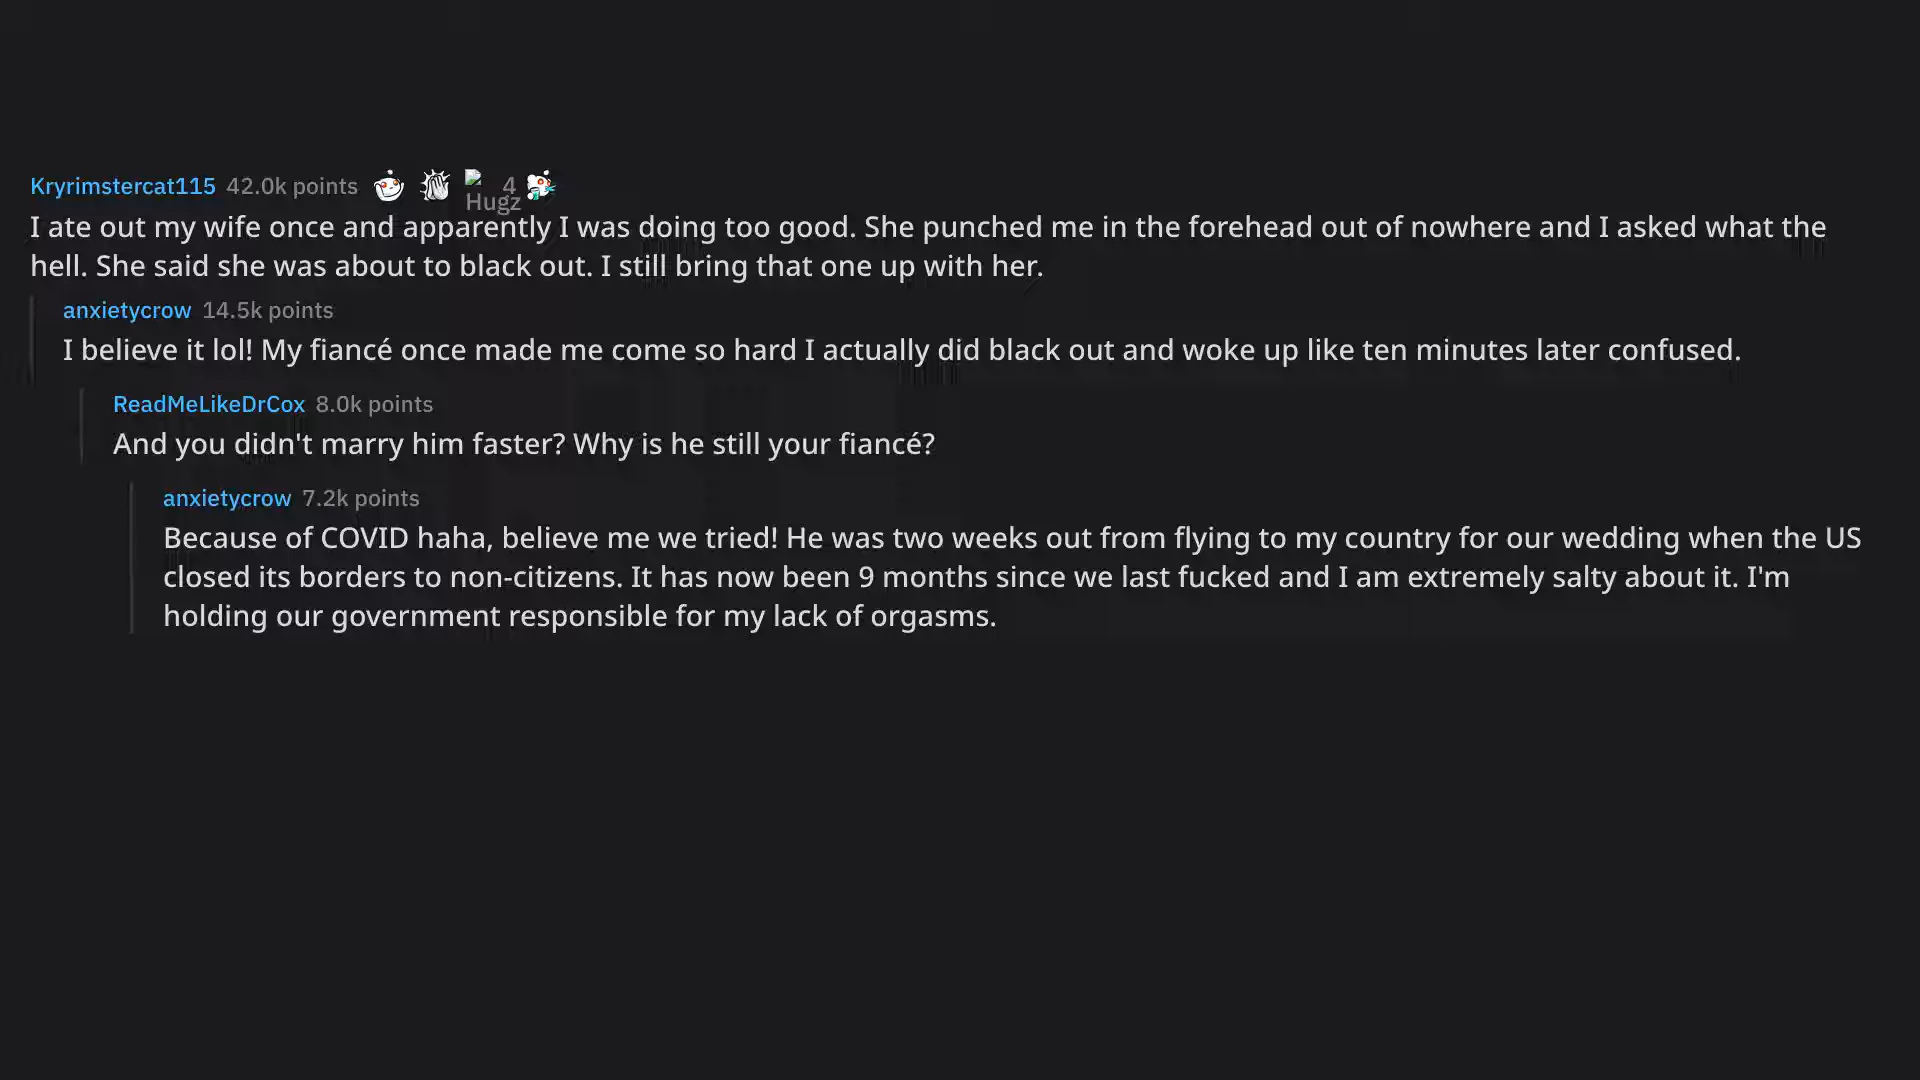 Kryrimstercat115 42.0k points Hugz 4
I ate out my wife once and apparently I was doing too good. She punched me in the forehead out of nowhere and I asked what the
hell. She said she was about to black out. I still bring that one up with her.
anxietycrow 14.5k points
I believe it lol! My fiancé once made me come so hard I actually did black out and woke up like ten minutes later confused.
ReadMeLikeDrCox 8.0k points
And you didn't marry him faster? Why is he still your fiancé?
anxietycrow 7.2k points
Because of COVID haha, believe me we tried! He was two weeks out from flying to my country for our wedding when the US
closed its borders to non-citizens. It has now been 9 months since we last fucked and I am extremely salty about it. I'm
holding our government responsible for my lack of orgasms.